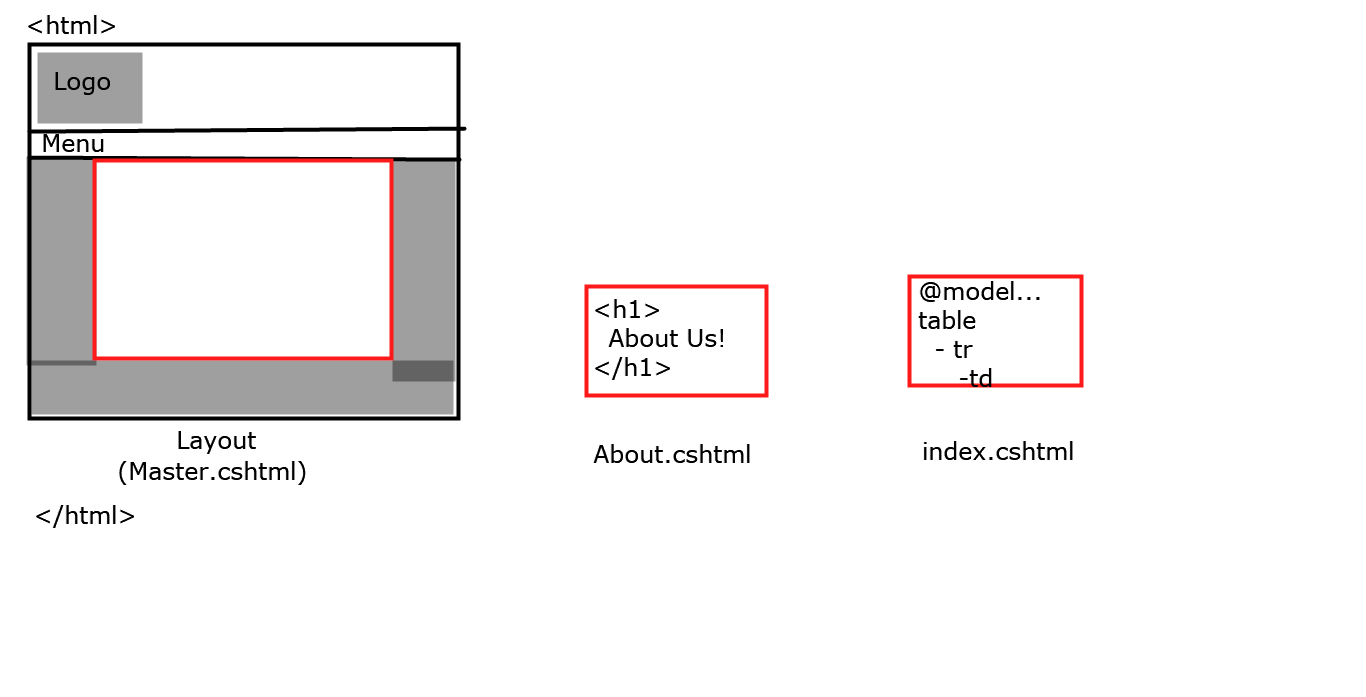 <html>
Logo
Menu
Layout
(Master.cshtml)
</html>
<h1>
About Us!
</h1>
About.cshtml
@model...
table
- tr
-td
index.cshtml